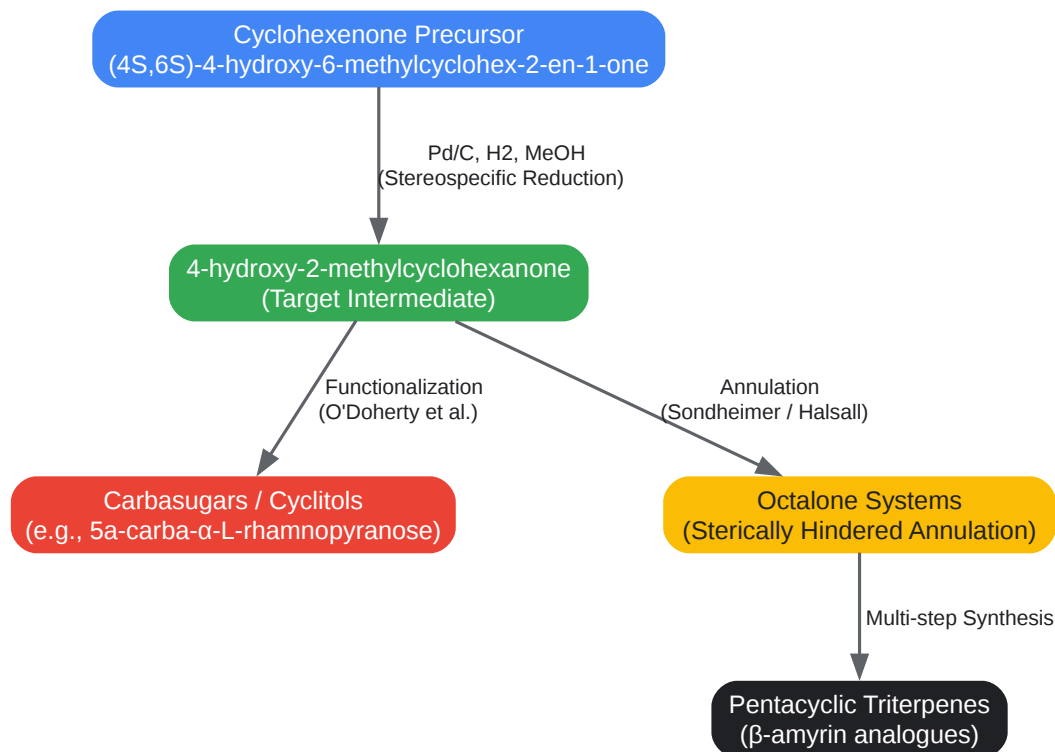 Cyclohexenone Precursor
(4S,6S)-4-hydroxy-6-methylcyclohex-2-en-1-one
Pd/C, H2, MeOH
(Stereospecific Reduction)
4-hydroxy-2-methylcyclohexanone
(Target Intermediate)
Functionalization
(O'Doherty et al.)
Annulation
(Sondheimer / Halsall)
Carbasugars / Cyclitols
(e.g., 5a-carba-α-L-rhamnopyranose)
Octalone Systems
(Sterically Hindered Annulation)
Multi-step Synthesis
Pentacyclic Triterpenes
(β-amyrin analogues)